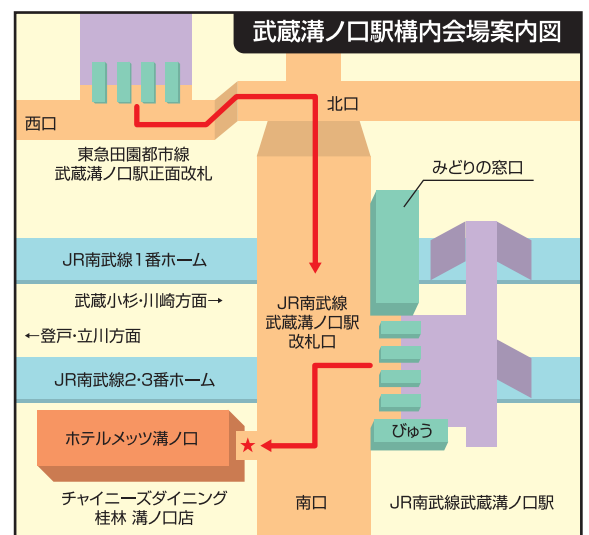 武蔵溝ノ口駅構内会場案内図
北口
西口
東急田園都市線
武蔵溝ノ口駅正面改札
みどりの窓口
JR南武線1番ホーム
武蔵小杉・川崎方面→
←登戸・立川方面
JR南武線
武蔵溝ノ口駅
改札口
JR南武線2・3番ホーム
びゅう
ホテルメッツ溝ノ口
★
チャイニーズダイニング
桂林 溝ノ口店
南口
JR南武線武蔵溝ノ口駅